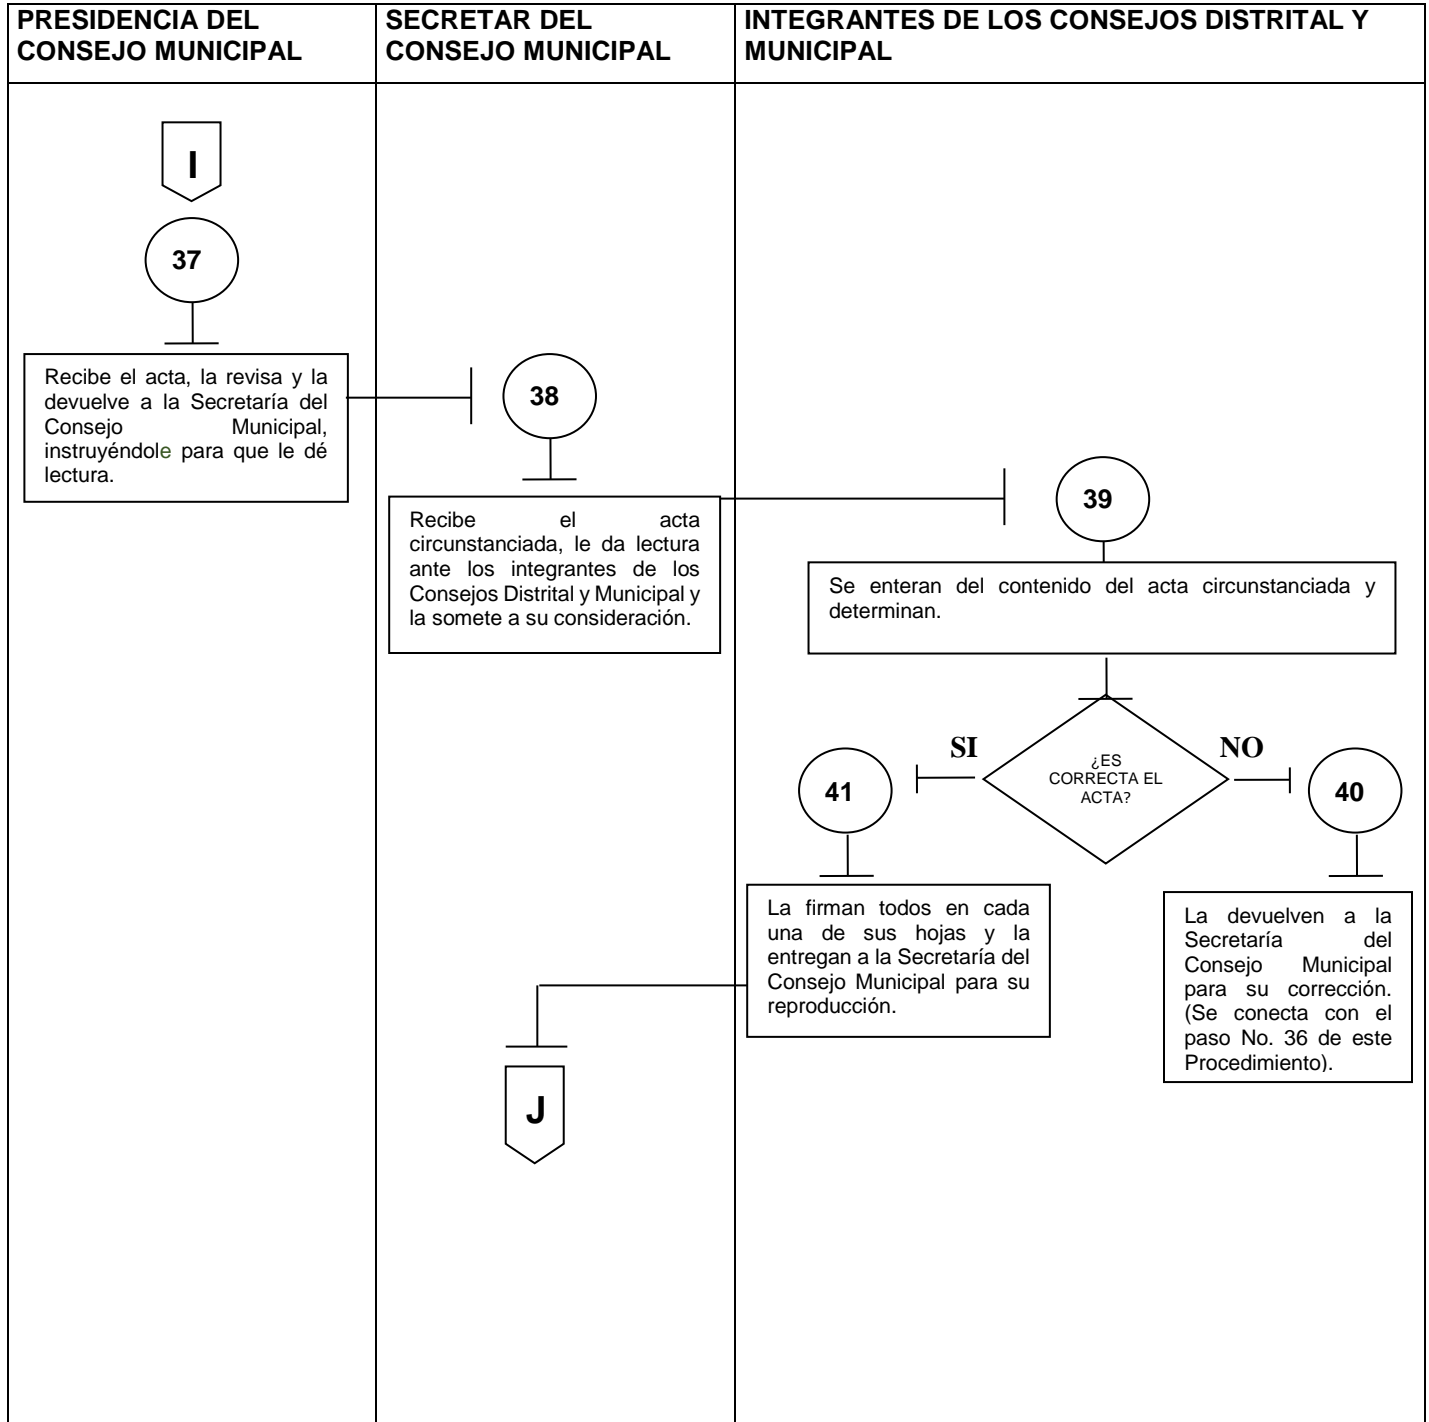 PRESIDENCIA DEL
CONSEJO MUNICIPAL
SECRETAR DEL
CONSEJO MUNICIPAL
INTEGRANTES DE LOS CONSEJOS DISTRITAL Y
MUNICIPAL
I
37
Recibe el acta, la revisa y la
devuelve a la Secretaría del
Consejo Municipal,
instruyéndole para que le dé
lectura.
38
Recibe el acta
circunstanciada, le da lectura
ante los integrantes de los
Consejos Distrital y Municipal y
la somete a su consideración.
39
Se enteran del contenido del acta circunstanciada y
determinan.
SI
¿ES
CORRECTA EL
ACTA?
NO
41
40
La firman todos en cada
una de sus hojas y la
entregan a la Secretaría del
Consejo Municipal para su
reproducción.
La devuelven a la
Secretaría del
Consejo Municipal
para su corrección.
(Se conecta con el
paso No. 36 de este
Procedimiento).
J